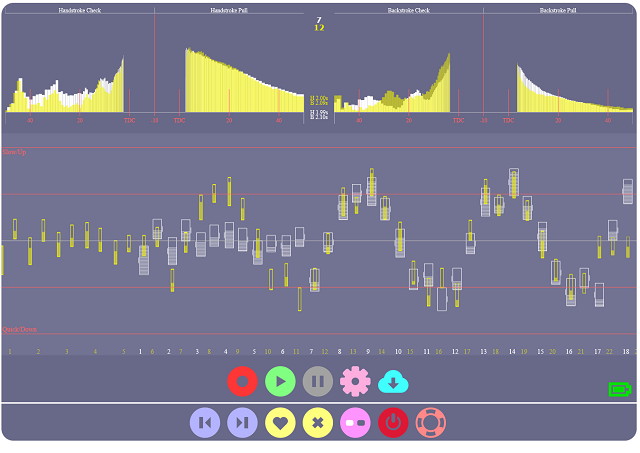 Handstroke Check Handstroke Pull Backstroke Check Backstroke Pull
7
12
40 20 TDC -10 TDC 20 40 40 20 TDC -10 TDC 20 40
Slow/Up
Quick/Down
1 2 3 4 5 1 6 2 7 3 8 4 9 5 10 6 11 7 12 8 13 9 14 10 15 11 16 12 17 13 18 14 19 15 20 16 21 17 22 18